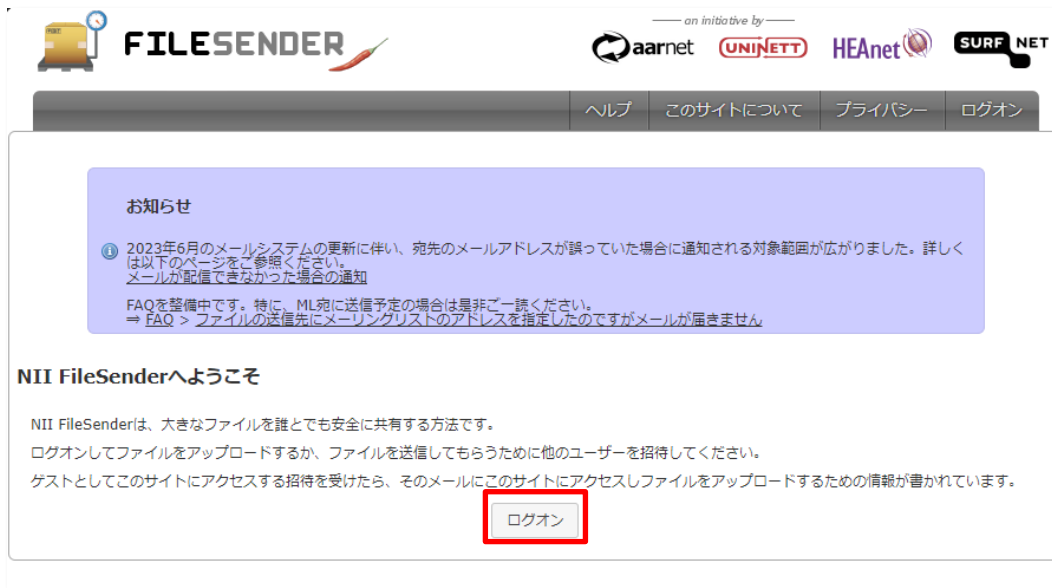 FILESENDER
an initiative by
aarnet
UNINETT
HEAnet
SURF NET
ヘルプ
このサイトについて
プライバシー
ログオン
お知らせ
2023年6月のメールシステムの更新に伴い、宛先のメールアドレスが誤っていた場合に通知される対象範囲が広がりました。詳しく
は以下のページをご参照ください。
メールが配信できなかった場合の通知
FAQを整備中です。特に、ML宛に送信予定の場合は是非ご一読ください。
⇒ FAQ > ファイルの送信先にメーリングリストのアドレスを指定したのですがメールが届きません
NII FileSenderへようこそ
NII FileSenderは、大きなファイルを誰とでも安全に共有する方法です。
ログオンしてファイルをアップロードするか、ファイルを送信してもらうために他のユーザーを招待してください。
ゲストとしてこのサイトにアクセスする招待を受けたら、そのメールにこのサイトにアクセスしファイルをアップロードするための情報が書かれています。
ログオン